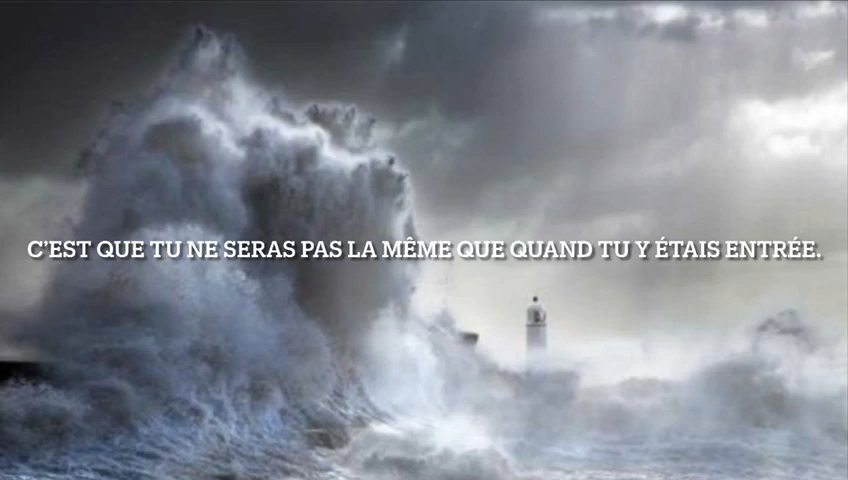 C'EST QUE TU NE SERAS PAS LA MÊME QUE QUAND TU Y ÉTAIS ENTRÉE.